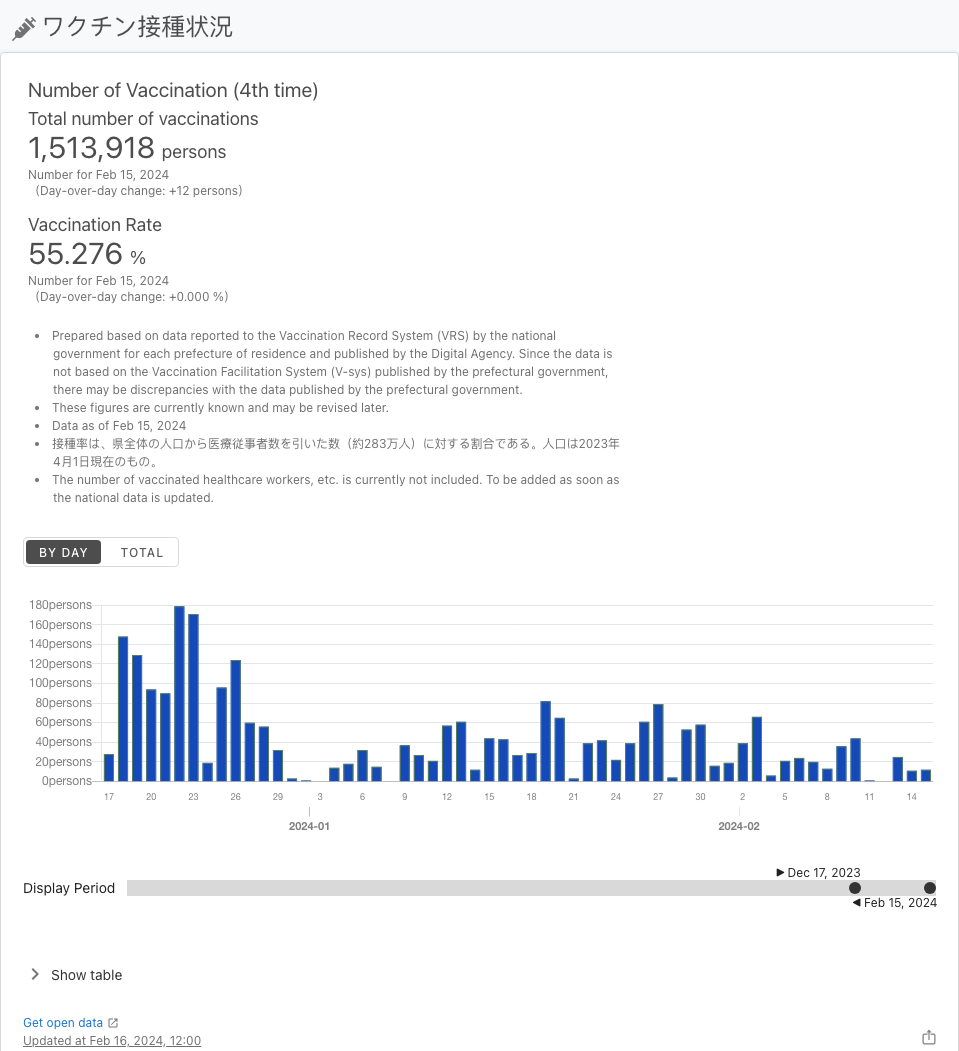 ワクチン接種状況
Number of Vaccination (4th time)
Total number of vaccinations
1,513,918 persons
Number for Feb 15, 2024
(Day-over-day change: +12 persons)
Vaccination Rate
55.276 %
Number for Feb 15, 2024
(Day-over-day change: +0.000 %)
• Prepared based on data reported to the Vaccination Record System (VRS) by the national
government for each prefecture of residence and published by the Digital Agency. Since the data is
not based on the Vaccination Facilitation System (V-sys) published by the prefectural government,
there may be discrepancies with the data published by the prefectural government.
• These figures are currently known and may be revised later.
• Data as of Feb 15, 2024
• 接種率は、県全体の人口から医療従事者数を引いた数（約283万人）に対する割合である。人口は2023年
4月1日現在のもの。
• The number of vaccinated healthcare workers, etc. is currently not included. To be added as soon as
the national data is updated.
BY DAY TOTAL
180persons
160persons
140persons
120persons
100persons
80persons
60persons
40persons
20persons
0persons
17 20 23 26 29 3 6 9 12 15 18 21 24 27 30 2 5 8 11 14
2024-01 2024-02
Dec 17, 2023
Display Period
Feb 15, 2024
Show table
Get open data
Updated at Feb 16, 2024, 12:00